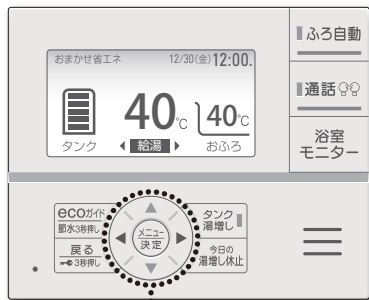 ふろ自動
おまかせ省エネ 12/30(金)12:00.
通話
40℃ 40℃
タンク 給湯 おふろ
浴室
モニター
ecoガイド
節水3秒押し
戻る
3秒押し
メニュー
決定
タンク
湯増し
今日の
湯増し休止